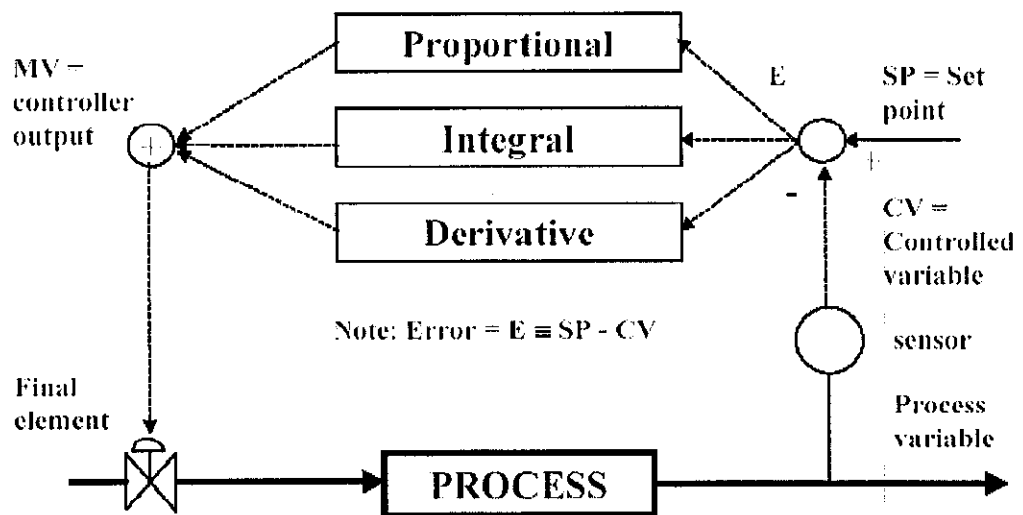 Proportional
MV =
controller
output
E
SP = Set
point
+
Integral
+
-
CV =
Controlled
variable
Derivative
Note: Error = E ≡ SP - CV
sensor
Final
element
Process
variable
PROCESS